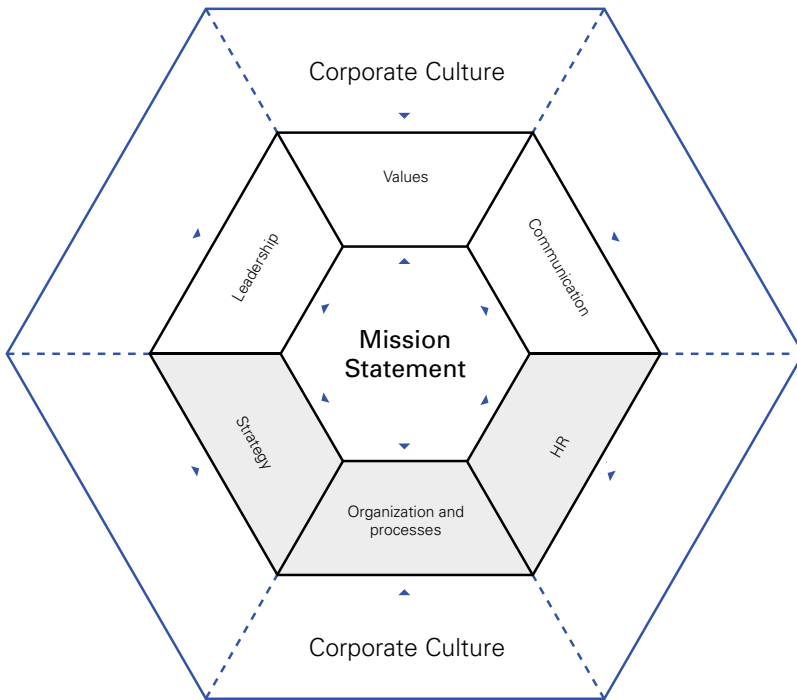 Corporate Culture
Values
Leadership
Communication
Mission
Statement
Strategy
HR
Organization and
processes
Corporate Culture